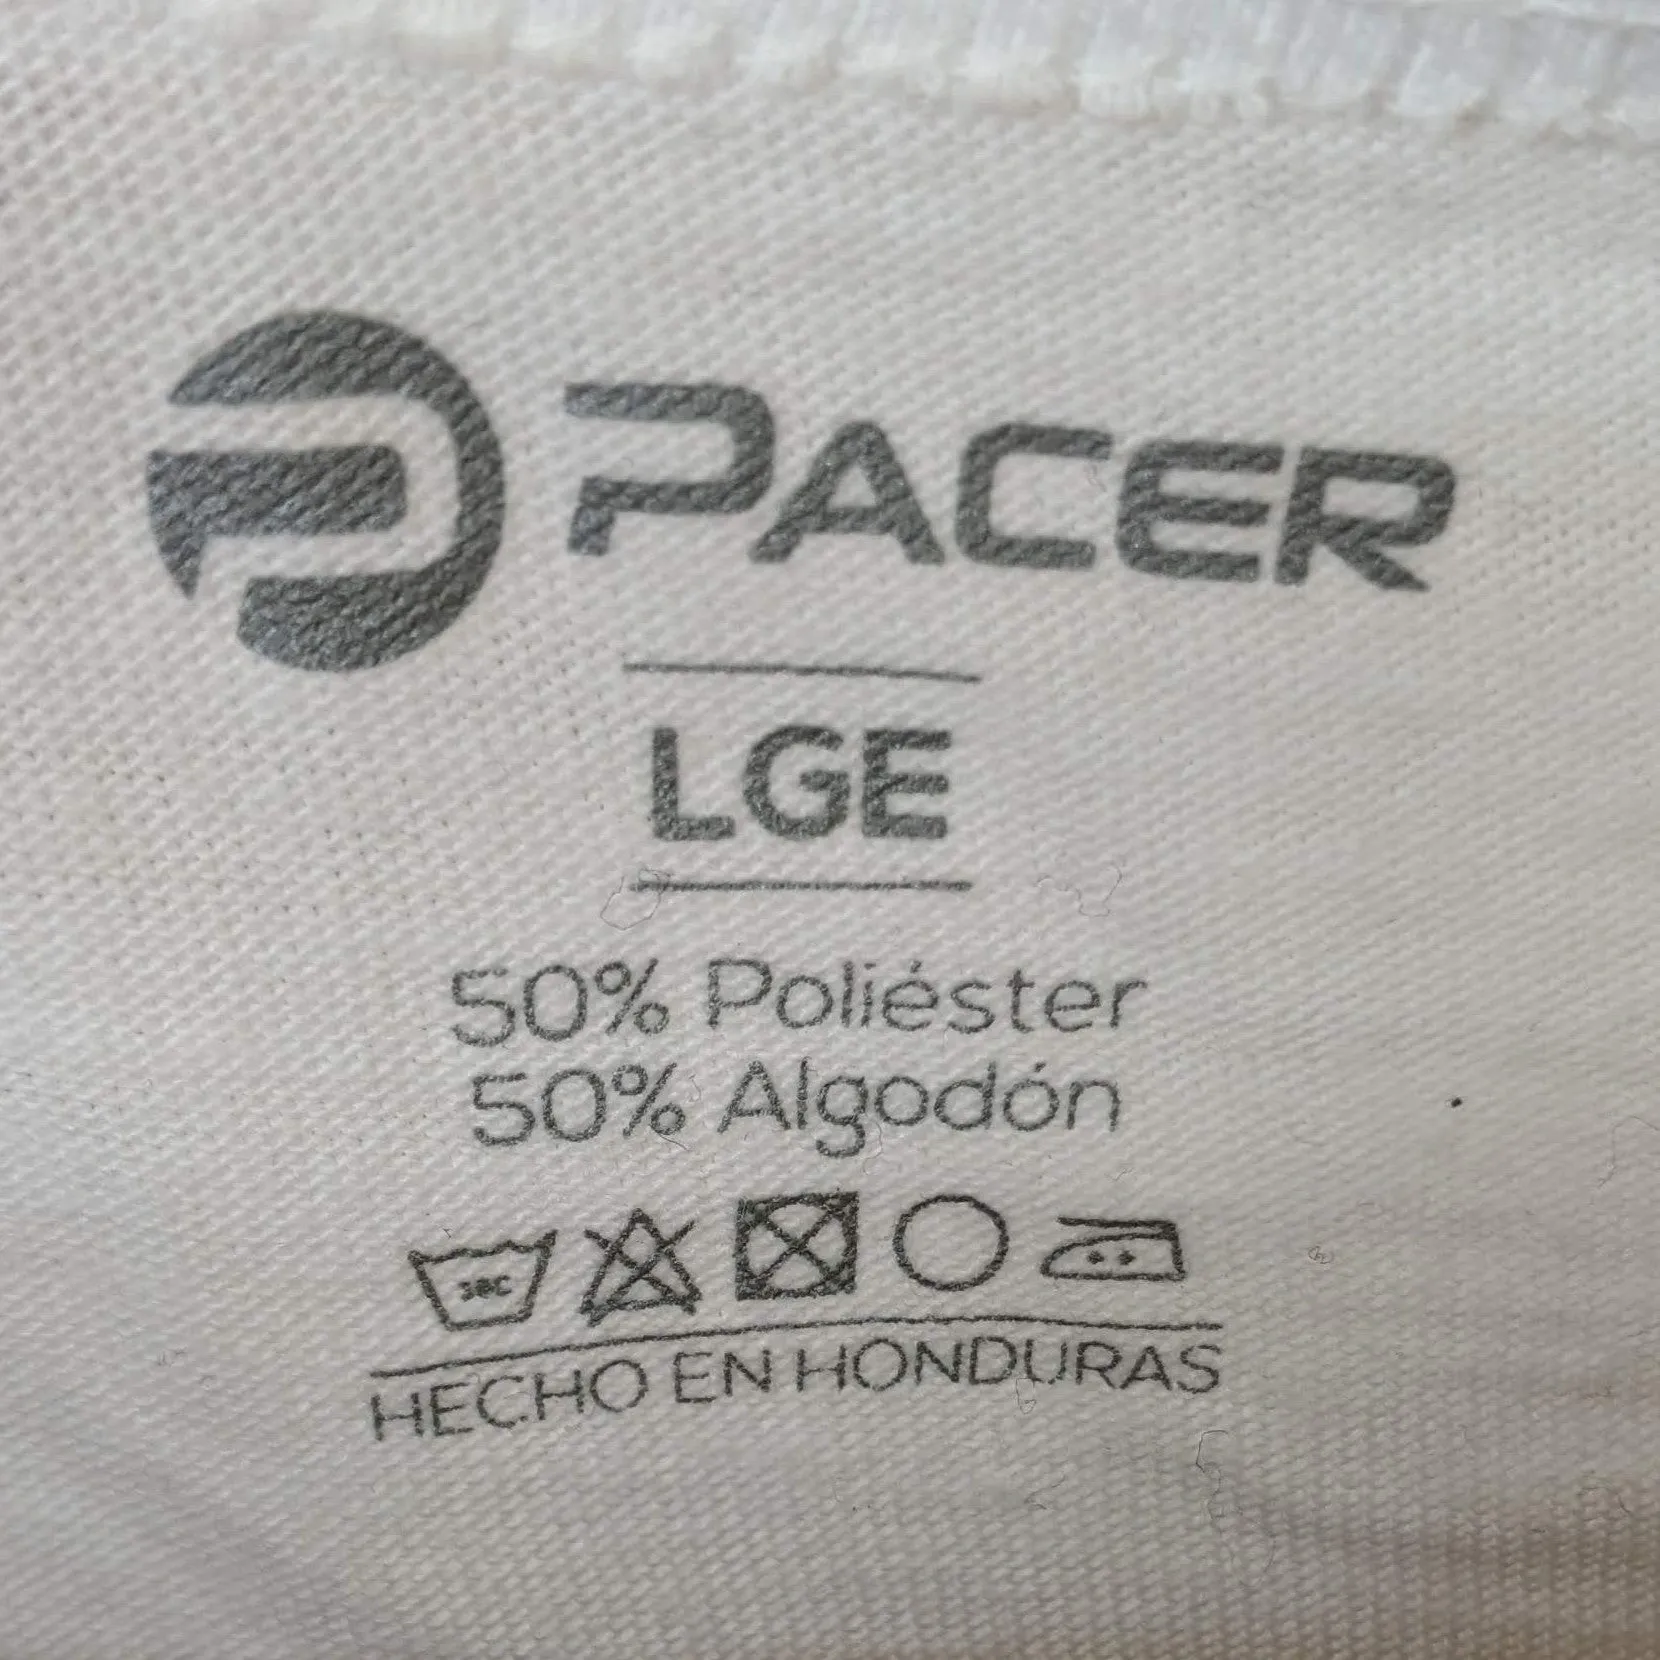 PACER
LGE
50% Poliéster
50% Algodón
HECHO EN HONDURAS